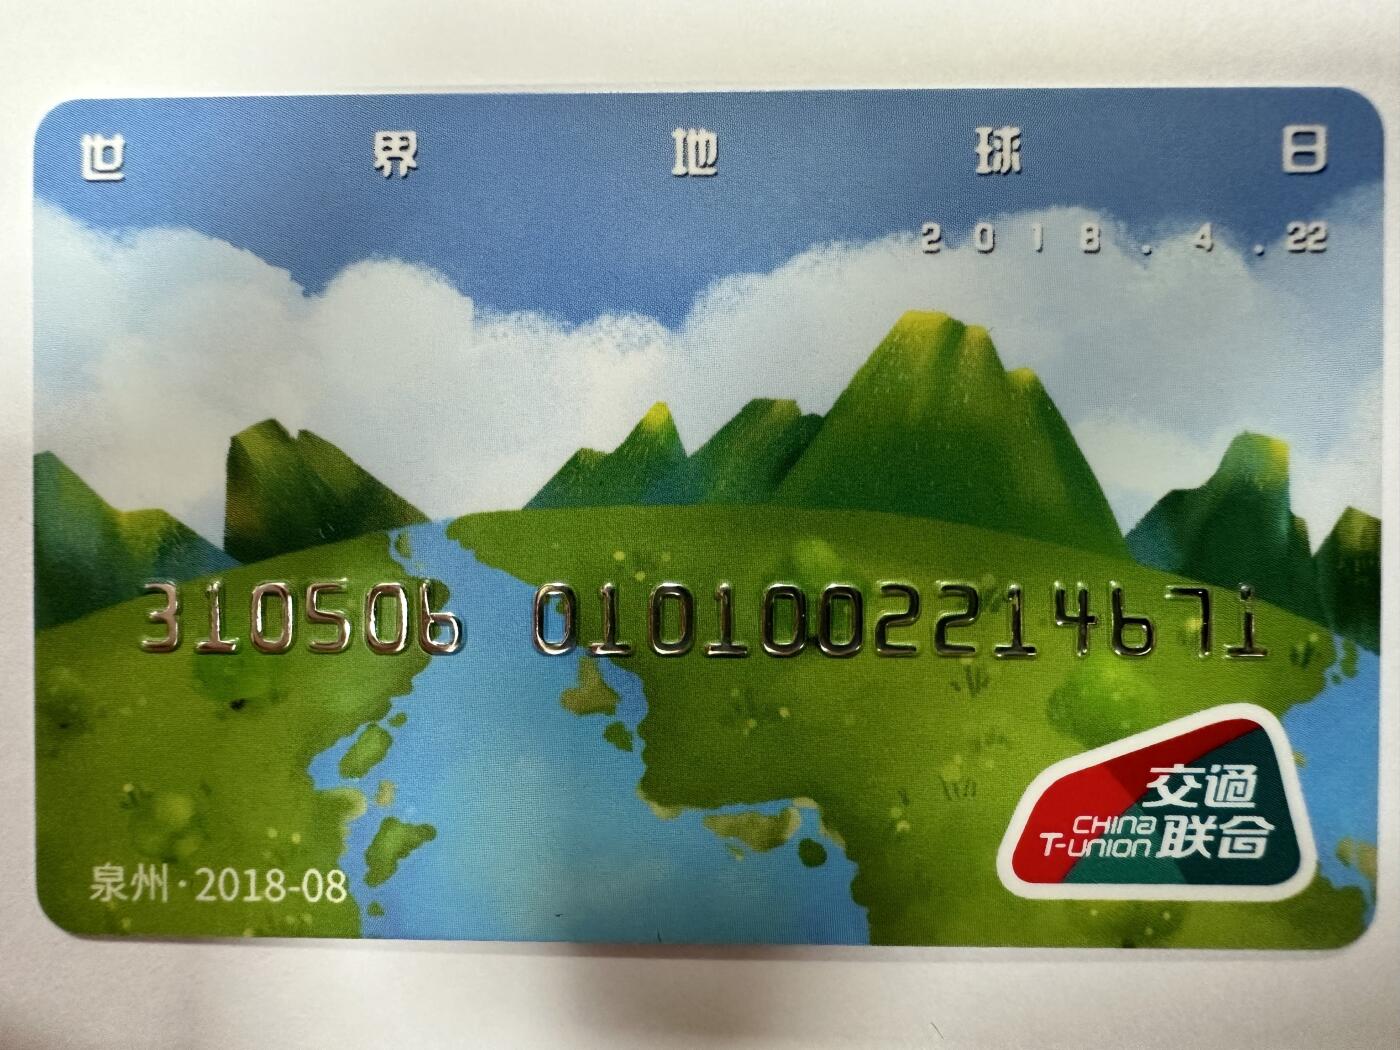 世界地球日
2018.4.22
310506 0101002214671
泉州·2018-08
交通
CHINA
T-UNION 联合